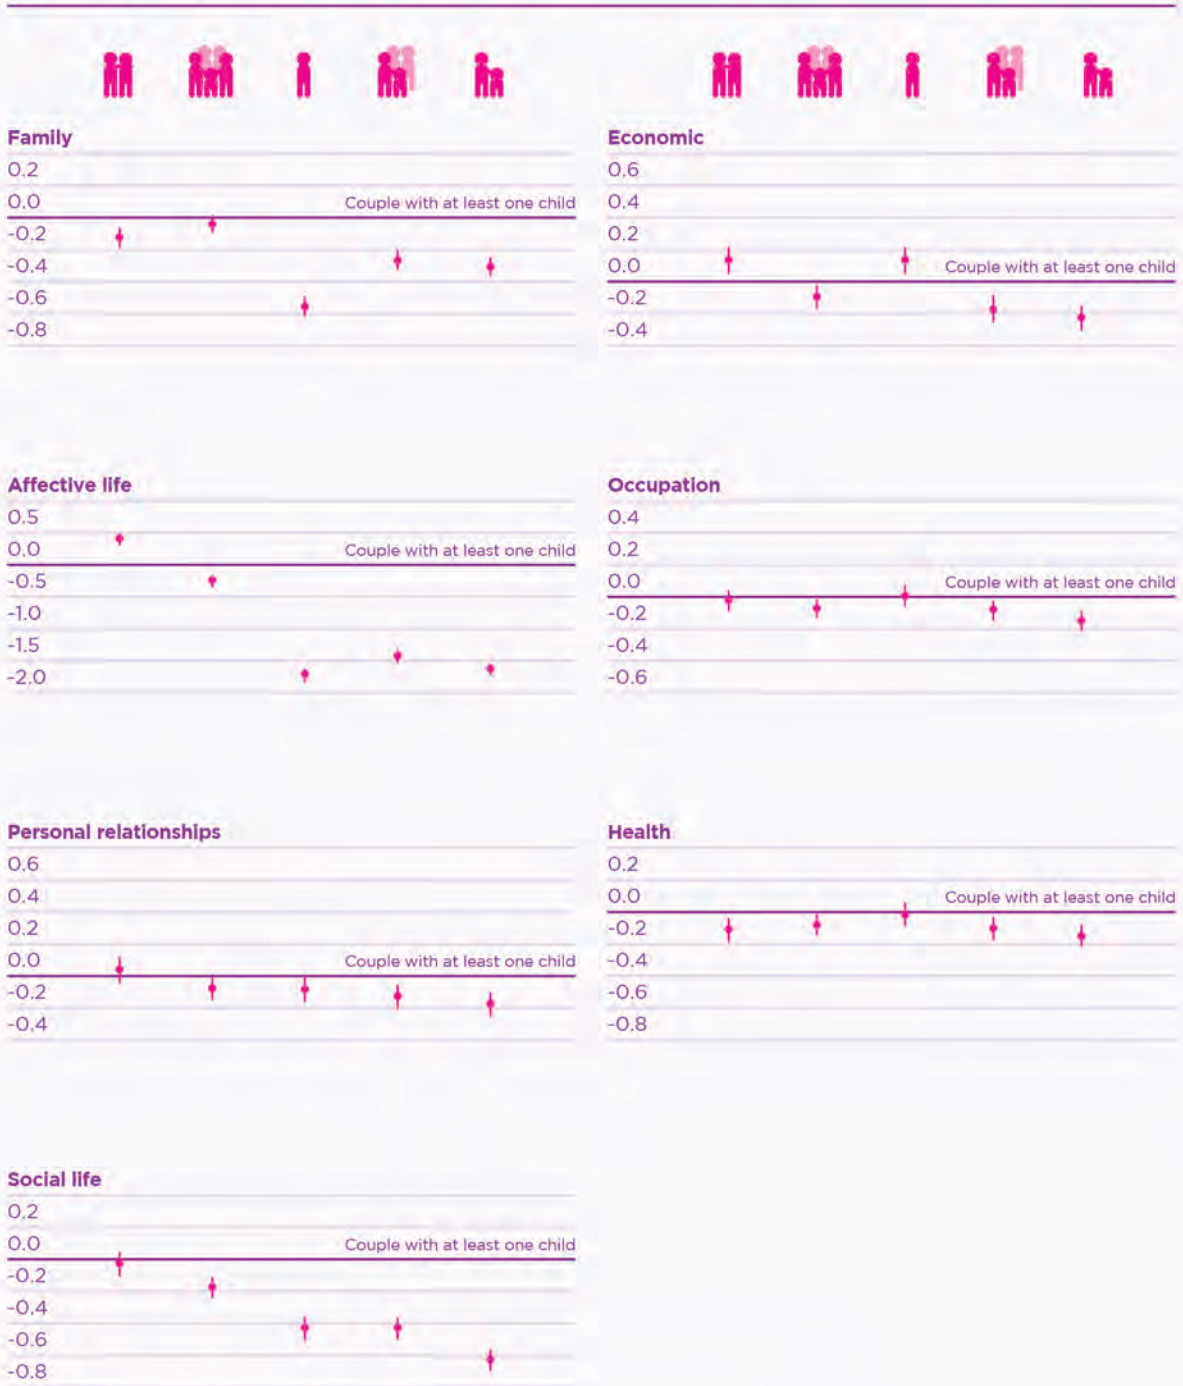 Family
0.2
0.0 Couple with at least one child
-0.2
-0.4
-0.6
-0.8
Economic
0.6
0.4
0.2
0.0 Couple with at least one child
-0.2
-0.4
Affective life
0.5
0.0 Couple with at least one child
-0.5
-1.0
-1.5
-2.0
Occupation
0.4
0.2
0.0 Couple with at least one child
-0.2
-0.4
-0.6
Personal relationships
0.6
0.4
0.2
0.0 Couple with at least one child
-0.2
-0.4
Health
0.2
0.0 Couple with at least one child
-0.2
-0.4
-0.6
-0.8
Social life
0.2
0.0 Couple with at least one child
-0.2
-0.4
-0.6
-0.8